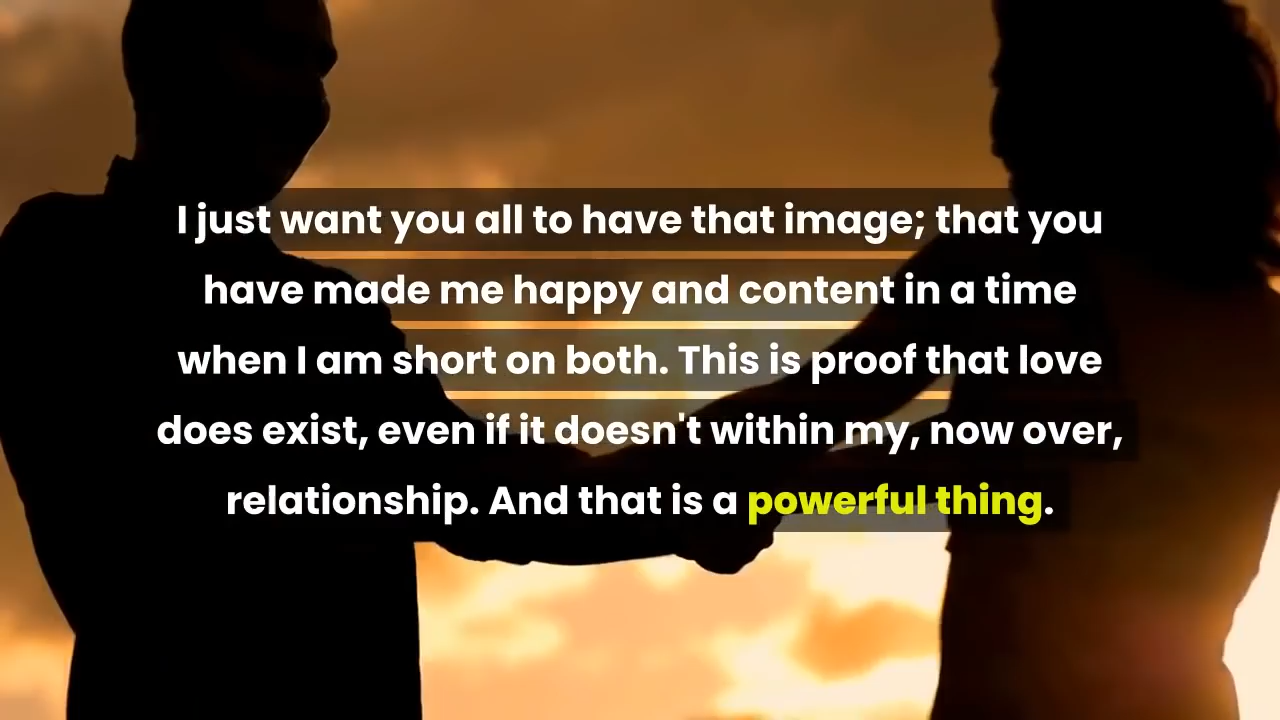 I just want you all to have that image; that you
have made me happy and content in a time
when I am short on both. This is proof that love
does exist, even if it doesn't within my, now over,
relationship. And that is a powerful thing.